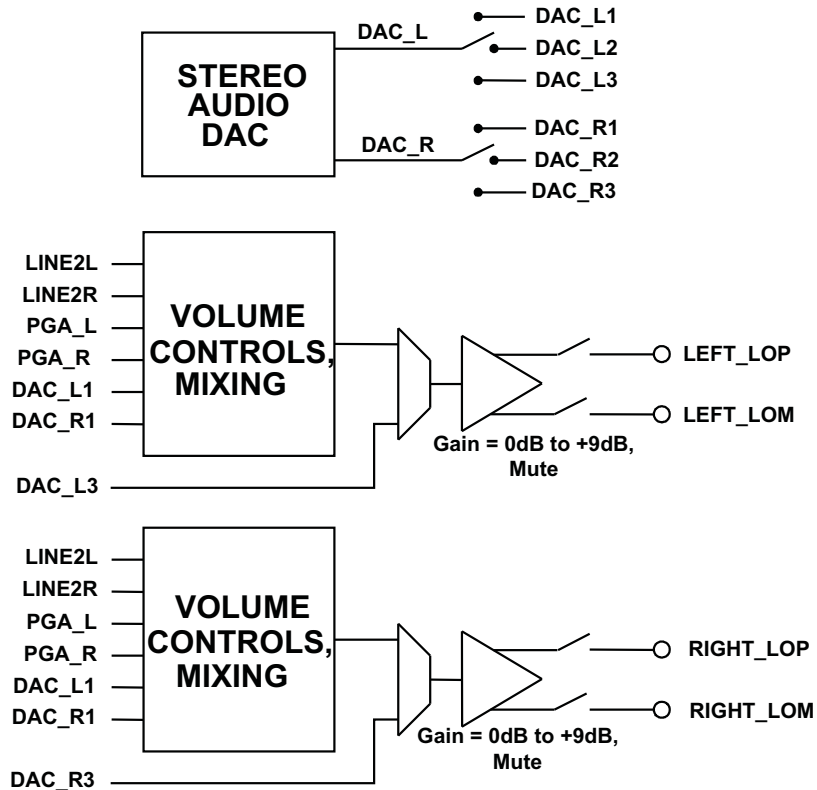 DAC_L
DAC_L1
DAC_L2
DAC_L3
STEREO
AUDIO
DAC
DAC_R
DAC_R1
DAC_R2
DAC_R3
LINE2L
LINE2R
PGA_L
PGA_R
DAC_L1
DAC_R1
DAC_L3
VOLUME
CONTROLS,
MIXING
Gain = 0dB to +9dB,
Mute
LEFT_LOP
LEFT_LOM
LINE2L
LINE2R
PGA_L
PGA_R
DAC_L1
DAC_R1
DAC_R3
VOLUME
CONTROLS,
MIXING
Gain = 0dB to +9dB,
Mute
RIGHT_LOP
RIGHT_LOM